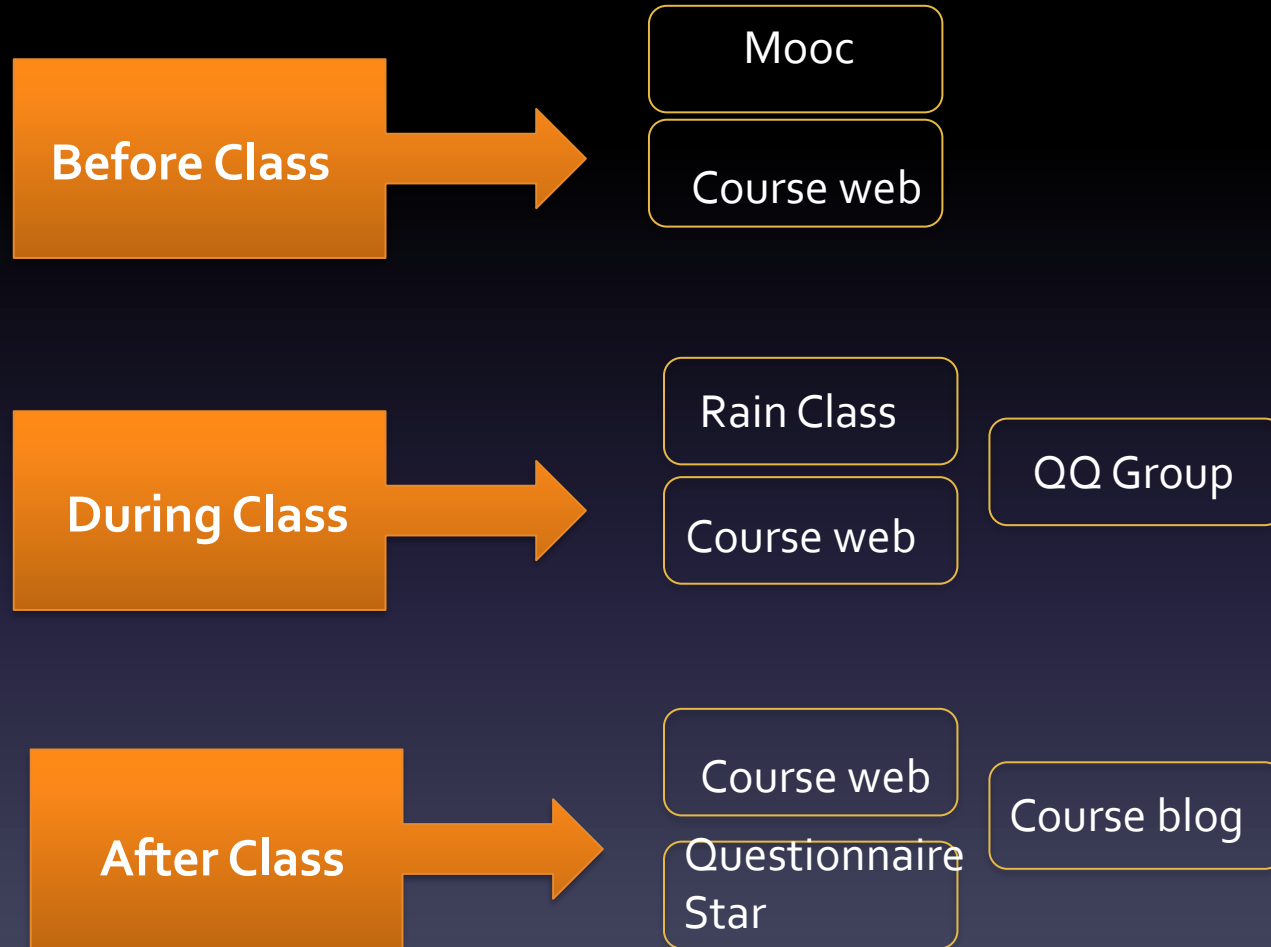 Before Class
Mooc
Course web
During Class
Rain Class
Course web
QQ Group
After Class
Course web
Questionnaire
Star
Course blog